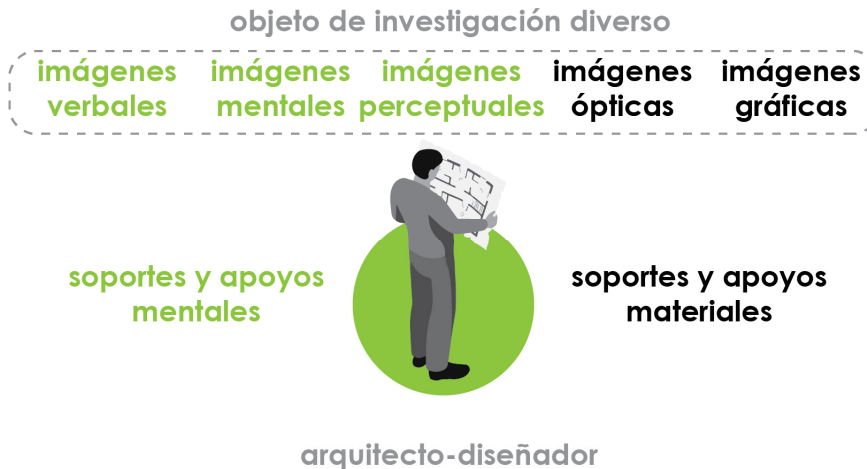 objeto de investigación diverso
imágenes verbales
imágenes mentales
imágenes perceptuales
imágenes ópticas
imágenes gráficas
soportes y apoyos
mentales
soportes y apoyos
materiales
arquitecto-diseñador